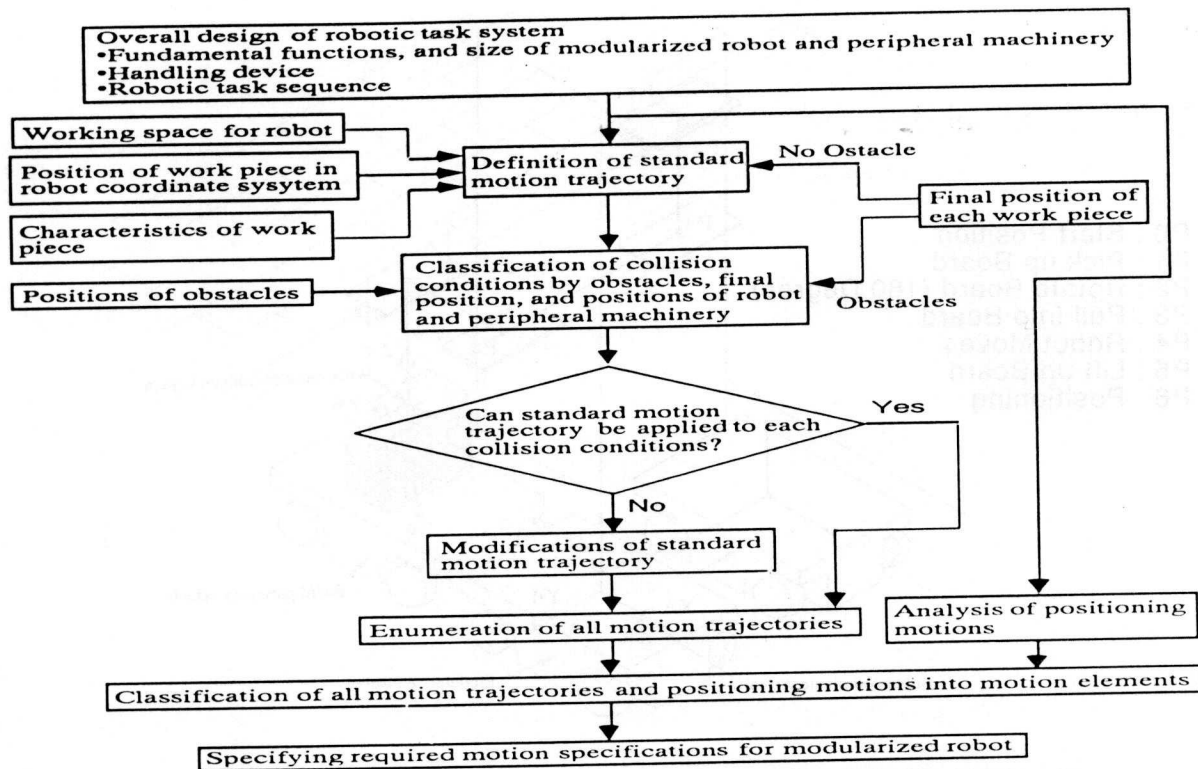 Overall design of robotic task system
•Fundamental functions, and size of modularized robot and peripheral machinery
•Handling device
•Robotic task sequence
Working space for robot
Position of work piece in
robot coordinate sysytem
Characteristics of work
piece
Positions of obstacles
Definition of standard
motion trajectory
No Ostacle
Final position of
each work piece
Classification of collision
conditions by obstacles, final
position, and positions of robot
and peripheral machinery
Obstacles
Can standard motion
trajectory be applied to each
collision conditions?
Yes
No
Modifications of standard
motion trajectory
Enumeration of all motion trajectories
Analysis of positioning
motions
Classification of all motion trajectories and positioning motions into motion elements
Specifying required motion specifications for modularized robot